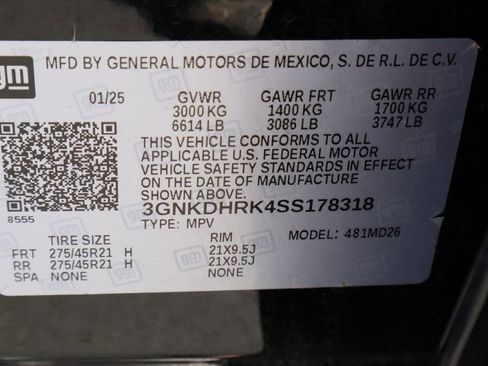 gm
MFD BY GENERAL MOTORS DE MEXICO, S. DE R.L. DE C.V.
01/25 GVWR GAWR FRT GAWR RR
3000 KG 1400 KG 1700 KG
6614 LB 3086 LB 3747 LB
THIS VEHICLE CONFORMS TO ALL
APPLICABLE U.S. FEDERAL MOTOR
VEHICLE SAFETY STANDARDS IN EFFECT
ON THE DATE OF MANUFACTURE
SHOWN ABOVE.
8555
3GNKDHRK4SS178318
TYPE: MPV
TIRE SIZE RIM 481MD26
FRT 275/45R21 H 21X9.5J
RR 275/45R21 H 21X9.5J
SPA NONE NONE